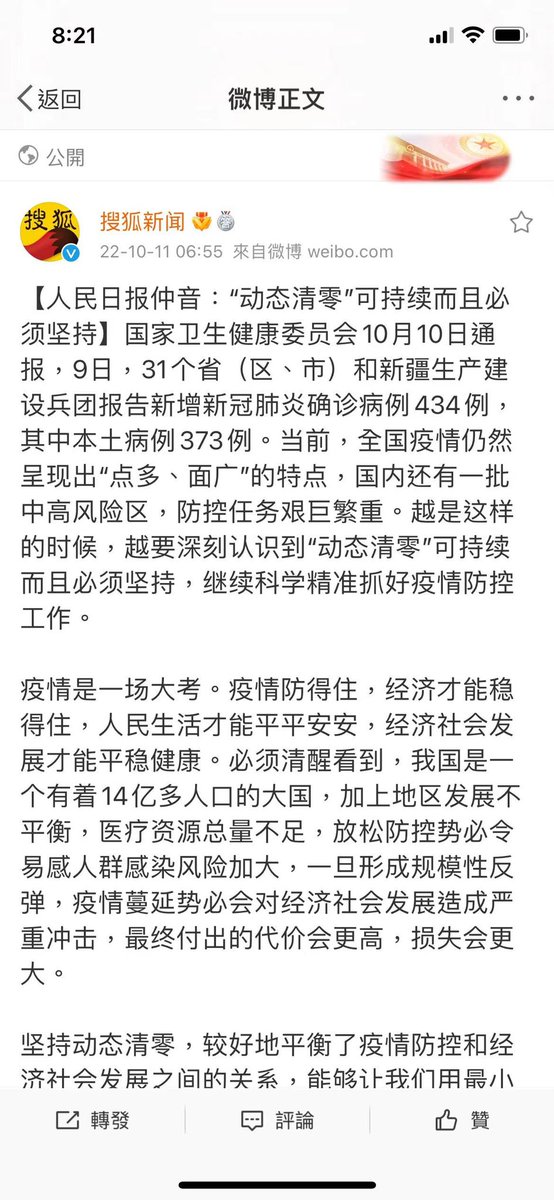 8:21
返回
微博正文
公開
搜狐
搜狐新闻
22-10-11 06:55 來自微博 weibo.com
【人民日报仲音：“动态清零”可持续而且必
须坚持】国家卫生健康委员会10月10日通
报，9日，31个省（区、市）和新疆生产建
设兵团报告新增新冠肺炎确诊病例434例，
其中本土病例373例。当前，全国疫情仍然
呈现出“点多、面广”的特点，国内还有一批
中高风险区，防控任务艰巨繁重。越是这样
的时候，越要深刻认识到“动态清零”可持续
而且必须坚持，继续科学精准抓好疫情防控
工作。
疫情是一场大考。疫情防得住，经济才能稳
得住，人民生活才能平平安安，经济社会发
展才能平稳健康。必须清醒看到，我国是一
个有着14亿多人口的大国，加上地区发展不
平衡，医疗资源总量不足，放松防控势必令
易感人群感染风险加大，一旦形成规模性反
弹，疫情蔓延势必会对经济社会发展造成严
重冲击，最终付出的代价会更高，损失会更
大。
坚持动态清零，较好地平衡了疫情防控和经
济社会发展之间的关系，能够让我们用最小
轉發
評論
贊